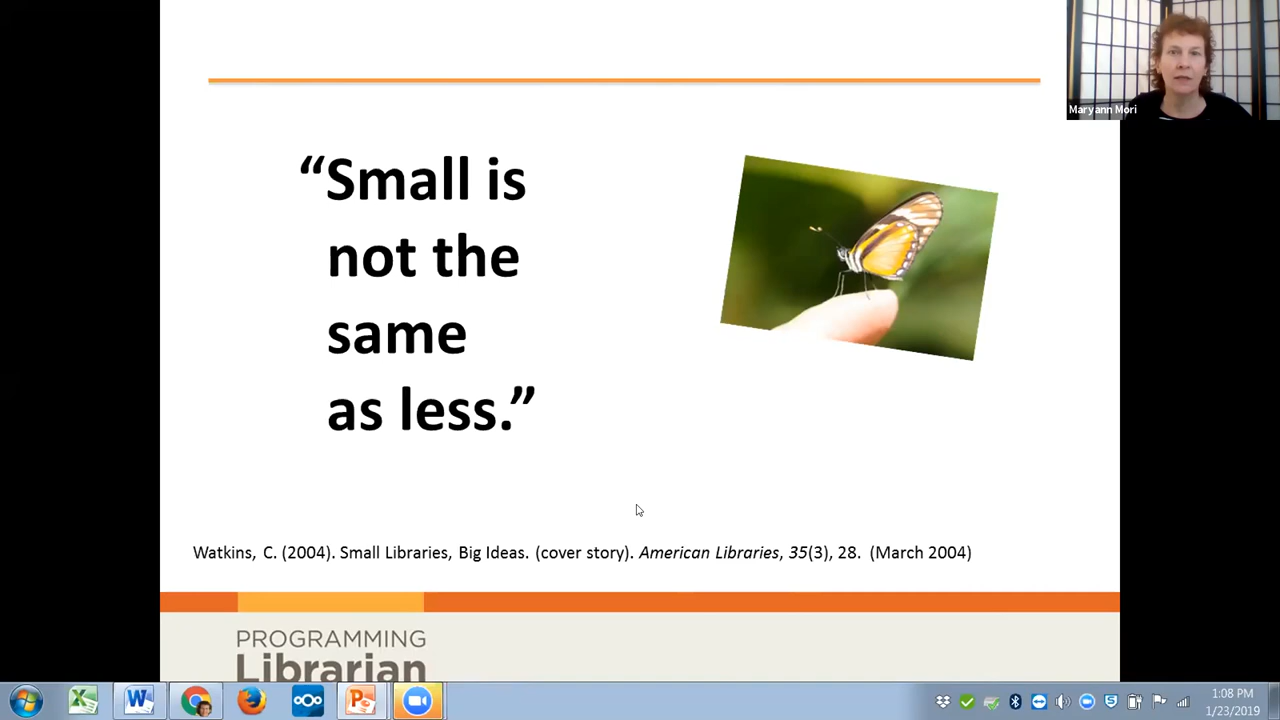 Maryann Mori
“Small is
not the
same
as less.”
Watkins, C. (2004). Small Libraries, Big Ideas. (cover story). American Libraries, 35(3), 28. (March 2004)
PROGRAMMING
Librarian
1:08 PM
1/23/2019